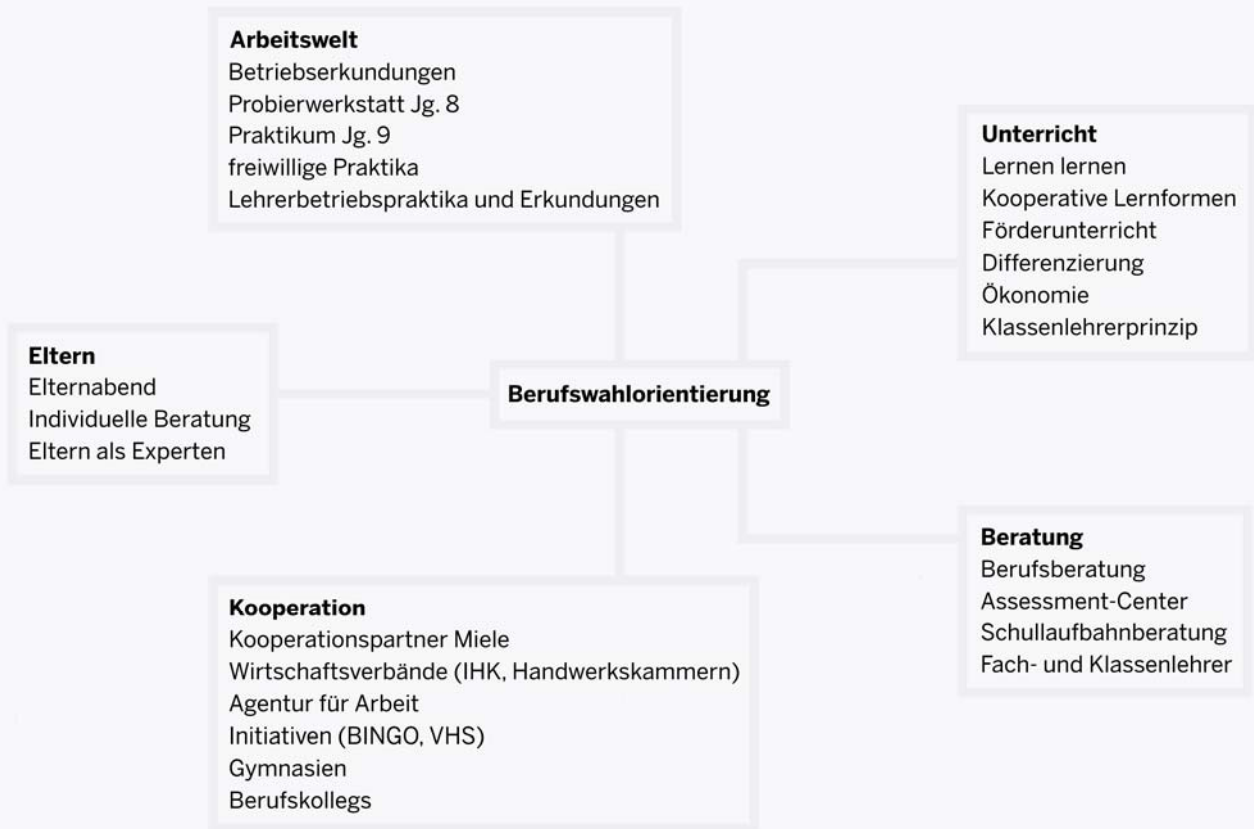 Arbeitswelt
Betriebserkundungen
Probierwerkstatt Jg. 8
Praktikum Jg. 9
freiwillige Praktika
Lehrerbetriebspraktika und Erkundungen
Unterricht
Lernen lernen
Kooperative Lernformen
Förderunterricht
Differenzierung
Ökonomie
Klassenlehrerprinzip
Eltern
Elternabend
Individuelle Beratung
Eltern als Experten
Berufswahlorientierung
Beratung
Berufsberatung
Assessment-Center
Schullaufbahnberatung
Fach- und Klassenlehrer
Kooperation
Kooperationspartner Miele
Wirtschaftsverbände (IHK, Handwerkskammern)
Agentur für Arbeit
Initiativen (BINGO, VHS)
Gymnasien
Berufskollegs